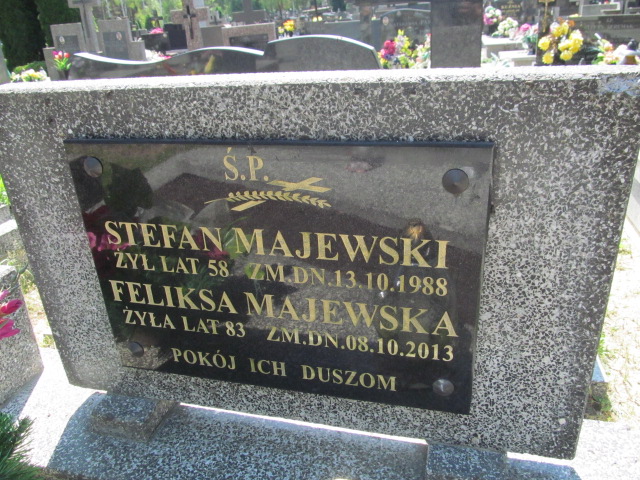 Ś.P.
STEFAN MAJEWSKI
ŻYŁ LAT 58 ZM.DN.13.10.1988
FELIKSA MAJEWSKA
ŻYŁA LAT 83 ZM.DN.08.10.2013
POKÓJ ICH DUSZOM